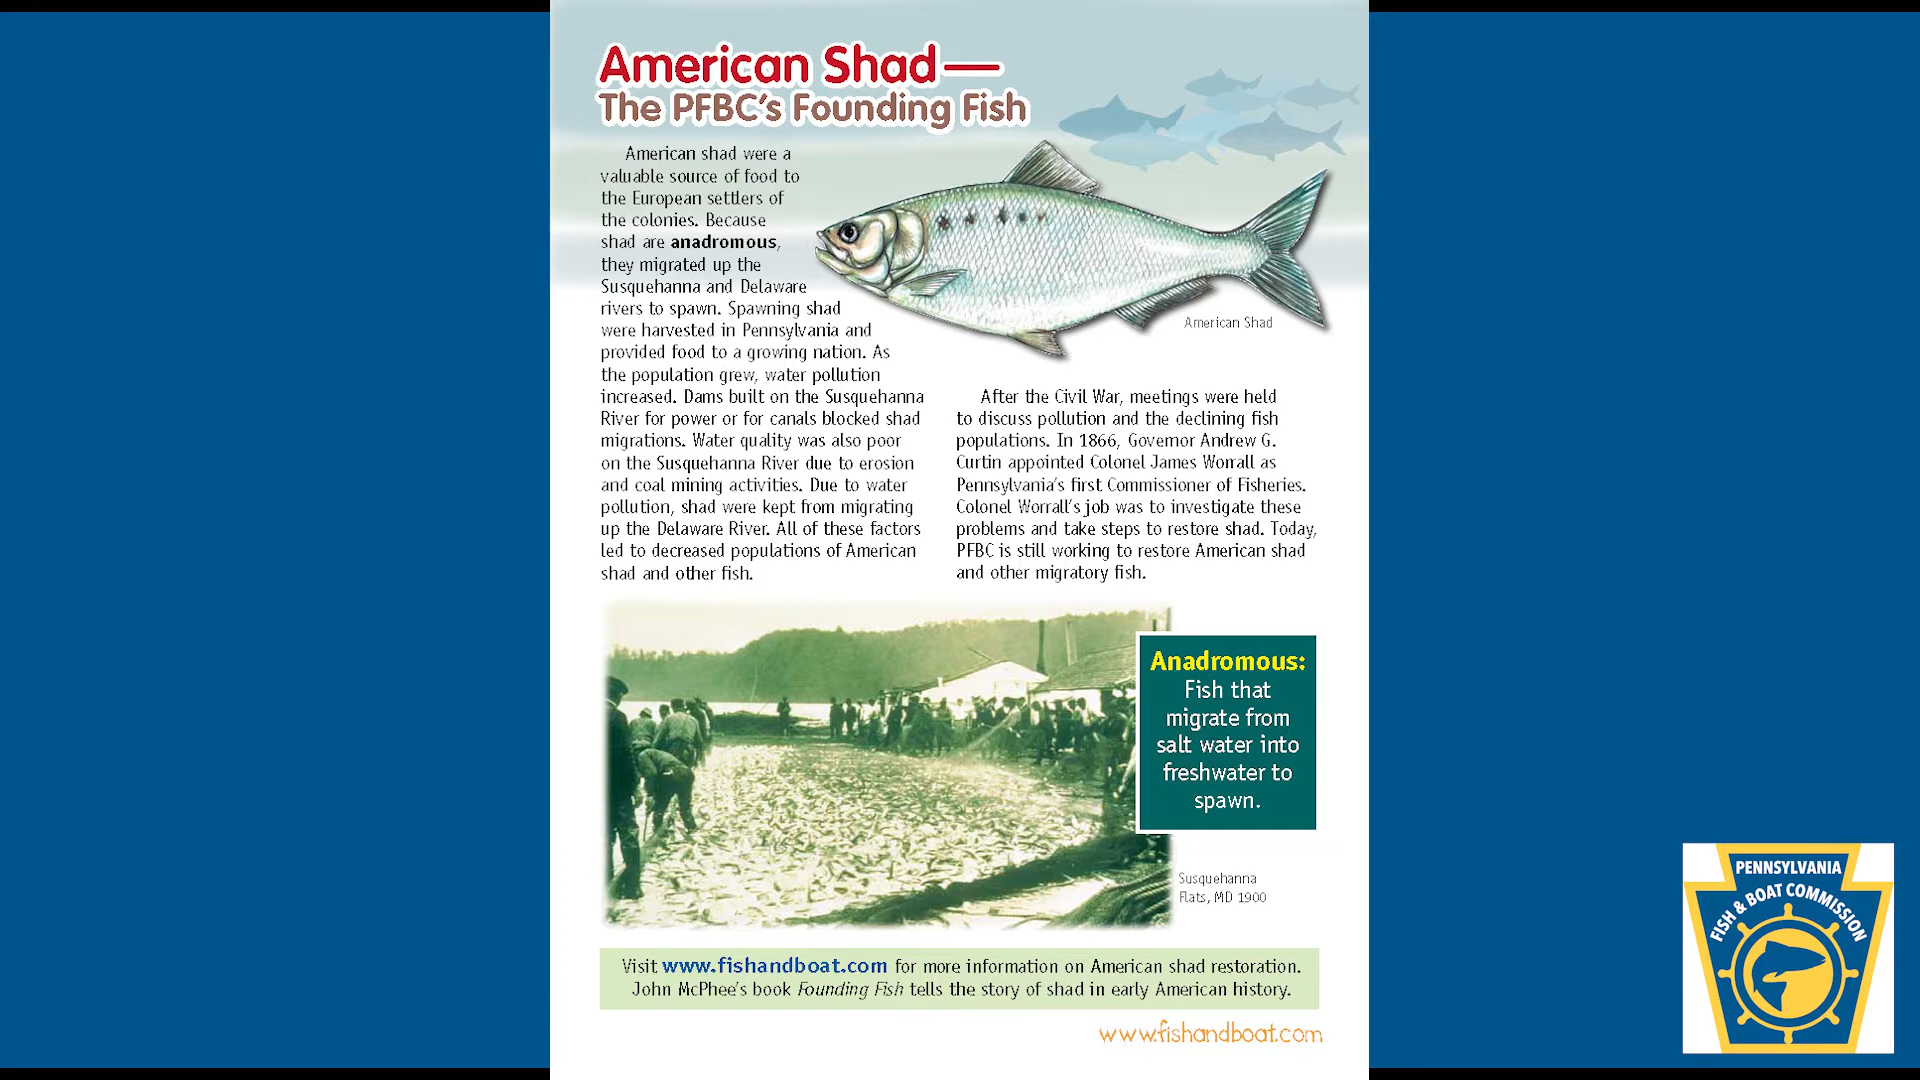 American Shad—
The PFBC's Founding Fish
American shad were a
valuable source of food to
the European settlers of
the colonies. Because
shad are anadromous,
they migrated up the
Susquehanna and Delaware
rivers to spawn. Spawning shad
were harvested in Pennsylvania and
provided food to a growing nation. As
the population grew, water pollution
increased. Dams built on the Susquehanna
River for power or for canals blocked shad
migrations. Water quality was also poor
on the Susquehanna River due to erosion
and coal mining activities. Due to water
pollution, shad were kept from migrating
up the Delaware River. All of these factors
led to decreased populations of American
shad and other fish.
American Shad
After the Civil War, meetings were held
to discuss pollution and the declining fish
populations. In 1866, Governor Andrew G.
Curtin appointed Colonel James Worrall as
Pennsylvania's first Commissioner of Fisheries.
Colonel Worrall's job was to investigate these
problems and take steps to restore shad. Today,
PFBC is still working to restore American shad
and other migratory fish.
Anadromous:
Fish that
migrate from
salt water into
freshwater to
spawn.
Susquehanna
Flats, MD 1900
Visit www.fishandboat.com for more information on American shad restoration.
John McPhee's book Founding Fish tells the story of shad in early American history.
www.fishandboat.com
PENNSYLVANIA
FISH & BOAT COMMISSION